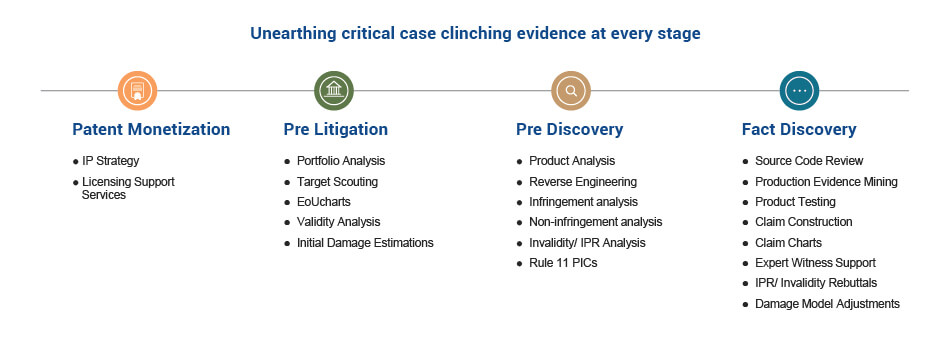 Unearthing critical case clinching evidence at every stage
Patent Monetization
• IP Strategy
• Licensing Support
Services
Pre Litigation
• Portfolio Analysis
• Target Scouting
• EoUcharts
• Validity Analysis
• Initial Damage Estimations
Pre Discovery
• Product Analysis
• Reverse Engineering
• Infringement analysis
• Non-infringement analysis
• Invalidity/ IPR Analysis
• Rule 11 PICs
Fact Discovery
• Source Code Review
• Production Evidence Mining
• Product Testing
• Claim Construction
• Claim Charts
• Expert Witness Support
• IPR/ Invalidity Rebuttals
• Damage Model Adjustments